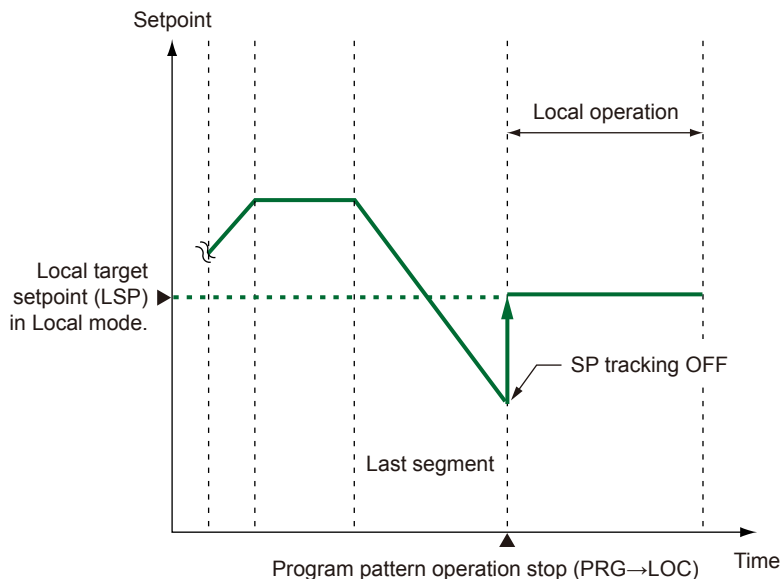 Setpoint
Local operation
Local target
setpoint (LSP)
in Local mode.
SP tracking OFF
Last segment
Time
Program pattern operation stop (PRG→LOC)